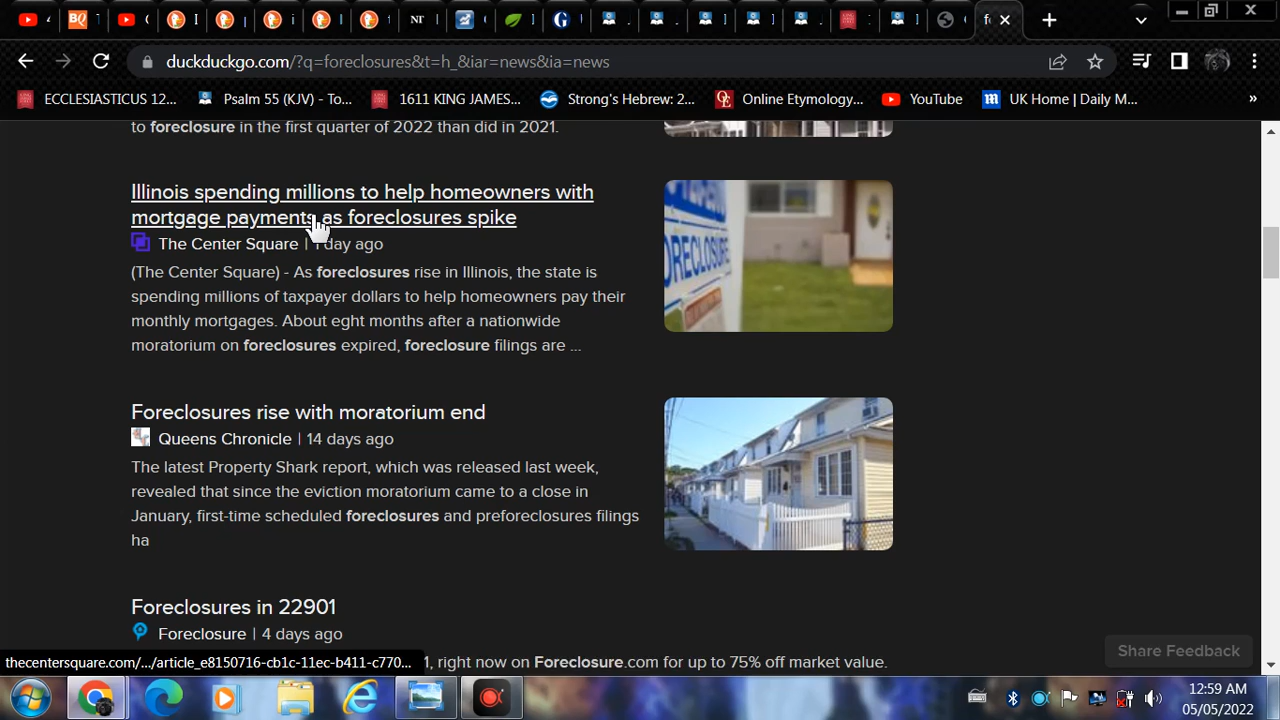 duckduckgo.com/?q=foreclosures&t=h_&iar=news&ia=news
ECCLESIASTICUS 12... Psalm 55 (KJV) - To... 1611 KING JAMES... Strong's Hebrew: 2... Online Etymology... YouTube UK Home | Daily M... »
to foreclosure in the first quarter of 2022 than did in 2021.
Illinois spending millions to help homeowners with
mortgage payments as foreclosures spike
The Center Square | 1 day ago
(The Center Square) - As foreclosures rise in Illinois, the state is
spending millions of taxpayer dollars to help homeowners pay their
monthly mortgages. About eght months after a nationwide
moratorium on foreclosures expired, foreclosure filings are ...
Foreclosures rise with moratorium end
Queens Chronicle | 14 days ago
The latest Property Shark report, which was released last week,
revealed that since the eviction moratorium came to a close in
January, first-time scheduled foreclosures and preforeclosures filings
ha
Foreclosures in 22901
Foreclosure | 4 days ago
1, right now on Foreclosure.com for up to 75% off market value.
Share Feedback
thecentersquare.com/.../article_e8150716-cb1c-11ec-b411-c770...
12:59 AM
05/05/2022